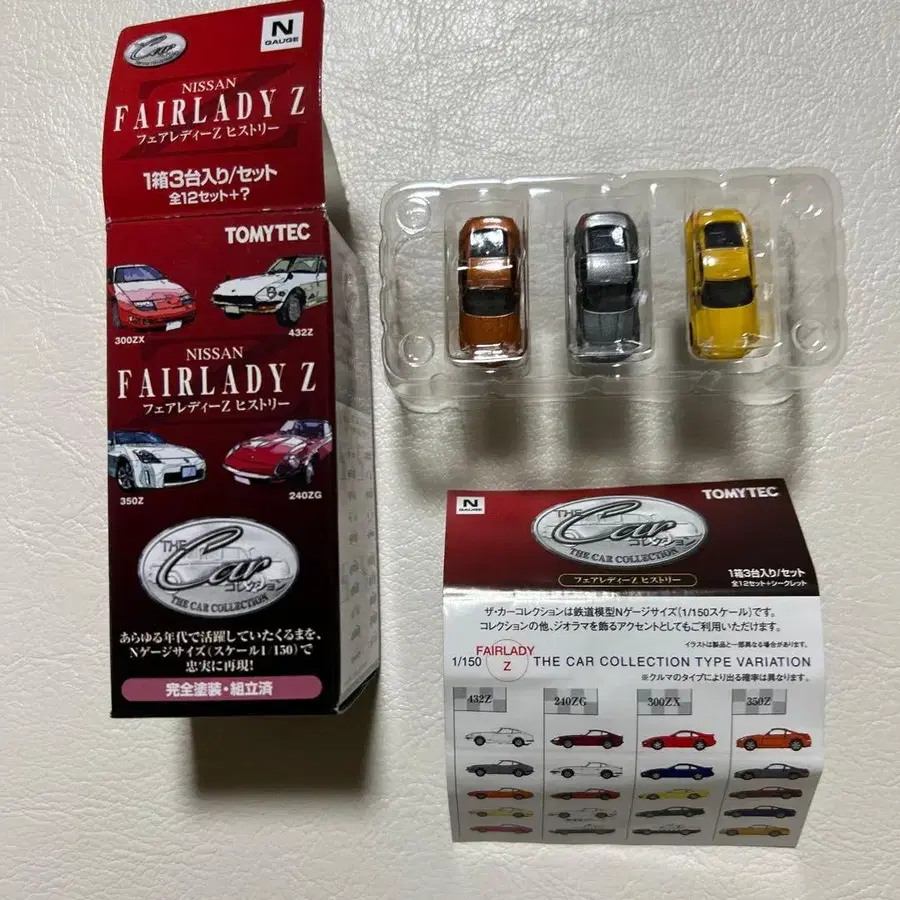 THE
Car
コレクション
THE CAR COLLECTION
N
GAUGE
NISSAN
FAIRLADY Z
フェアレディーZ ヒストリー
1箱3台入り/セット
全12セット+?
TOMYTEC
300ZX
432Z
NISSAN
FAIRLADY Z
フェアレディーZ ヒストリー
350Z
240ZG
THE
Car
コレクション
THE CAR COLLECTION
あらゆる年代で活躍していたくるまを、
Nゲージサイズ(スケール1/150)で
忠実に再現!
完全塗装・組立済
N
GAUGE
TOMYTEC
THE
Car
コレクション
THE CAR COLLECTION
フェアレディーZ ヒストリー
1箱3台入り/セット
全12セット+シークレット
ザ・カーコレクションは鉄道模型Nゲージサイズ(1/150スケール)です。
コレクションの他、ジオラマを飾るアクセントとしてもご利用いただけます。
イラストは製品と一部異なる場合があります。
1/150 FAIRLADY Z THE CAR COLLECTION TYPE VARIATION
※クルマのタイプにより出る確率は異なります。
432Z 240ZG 300ZX 350Z